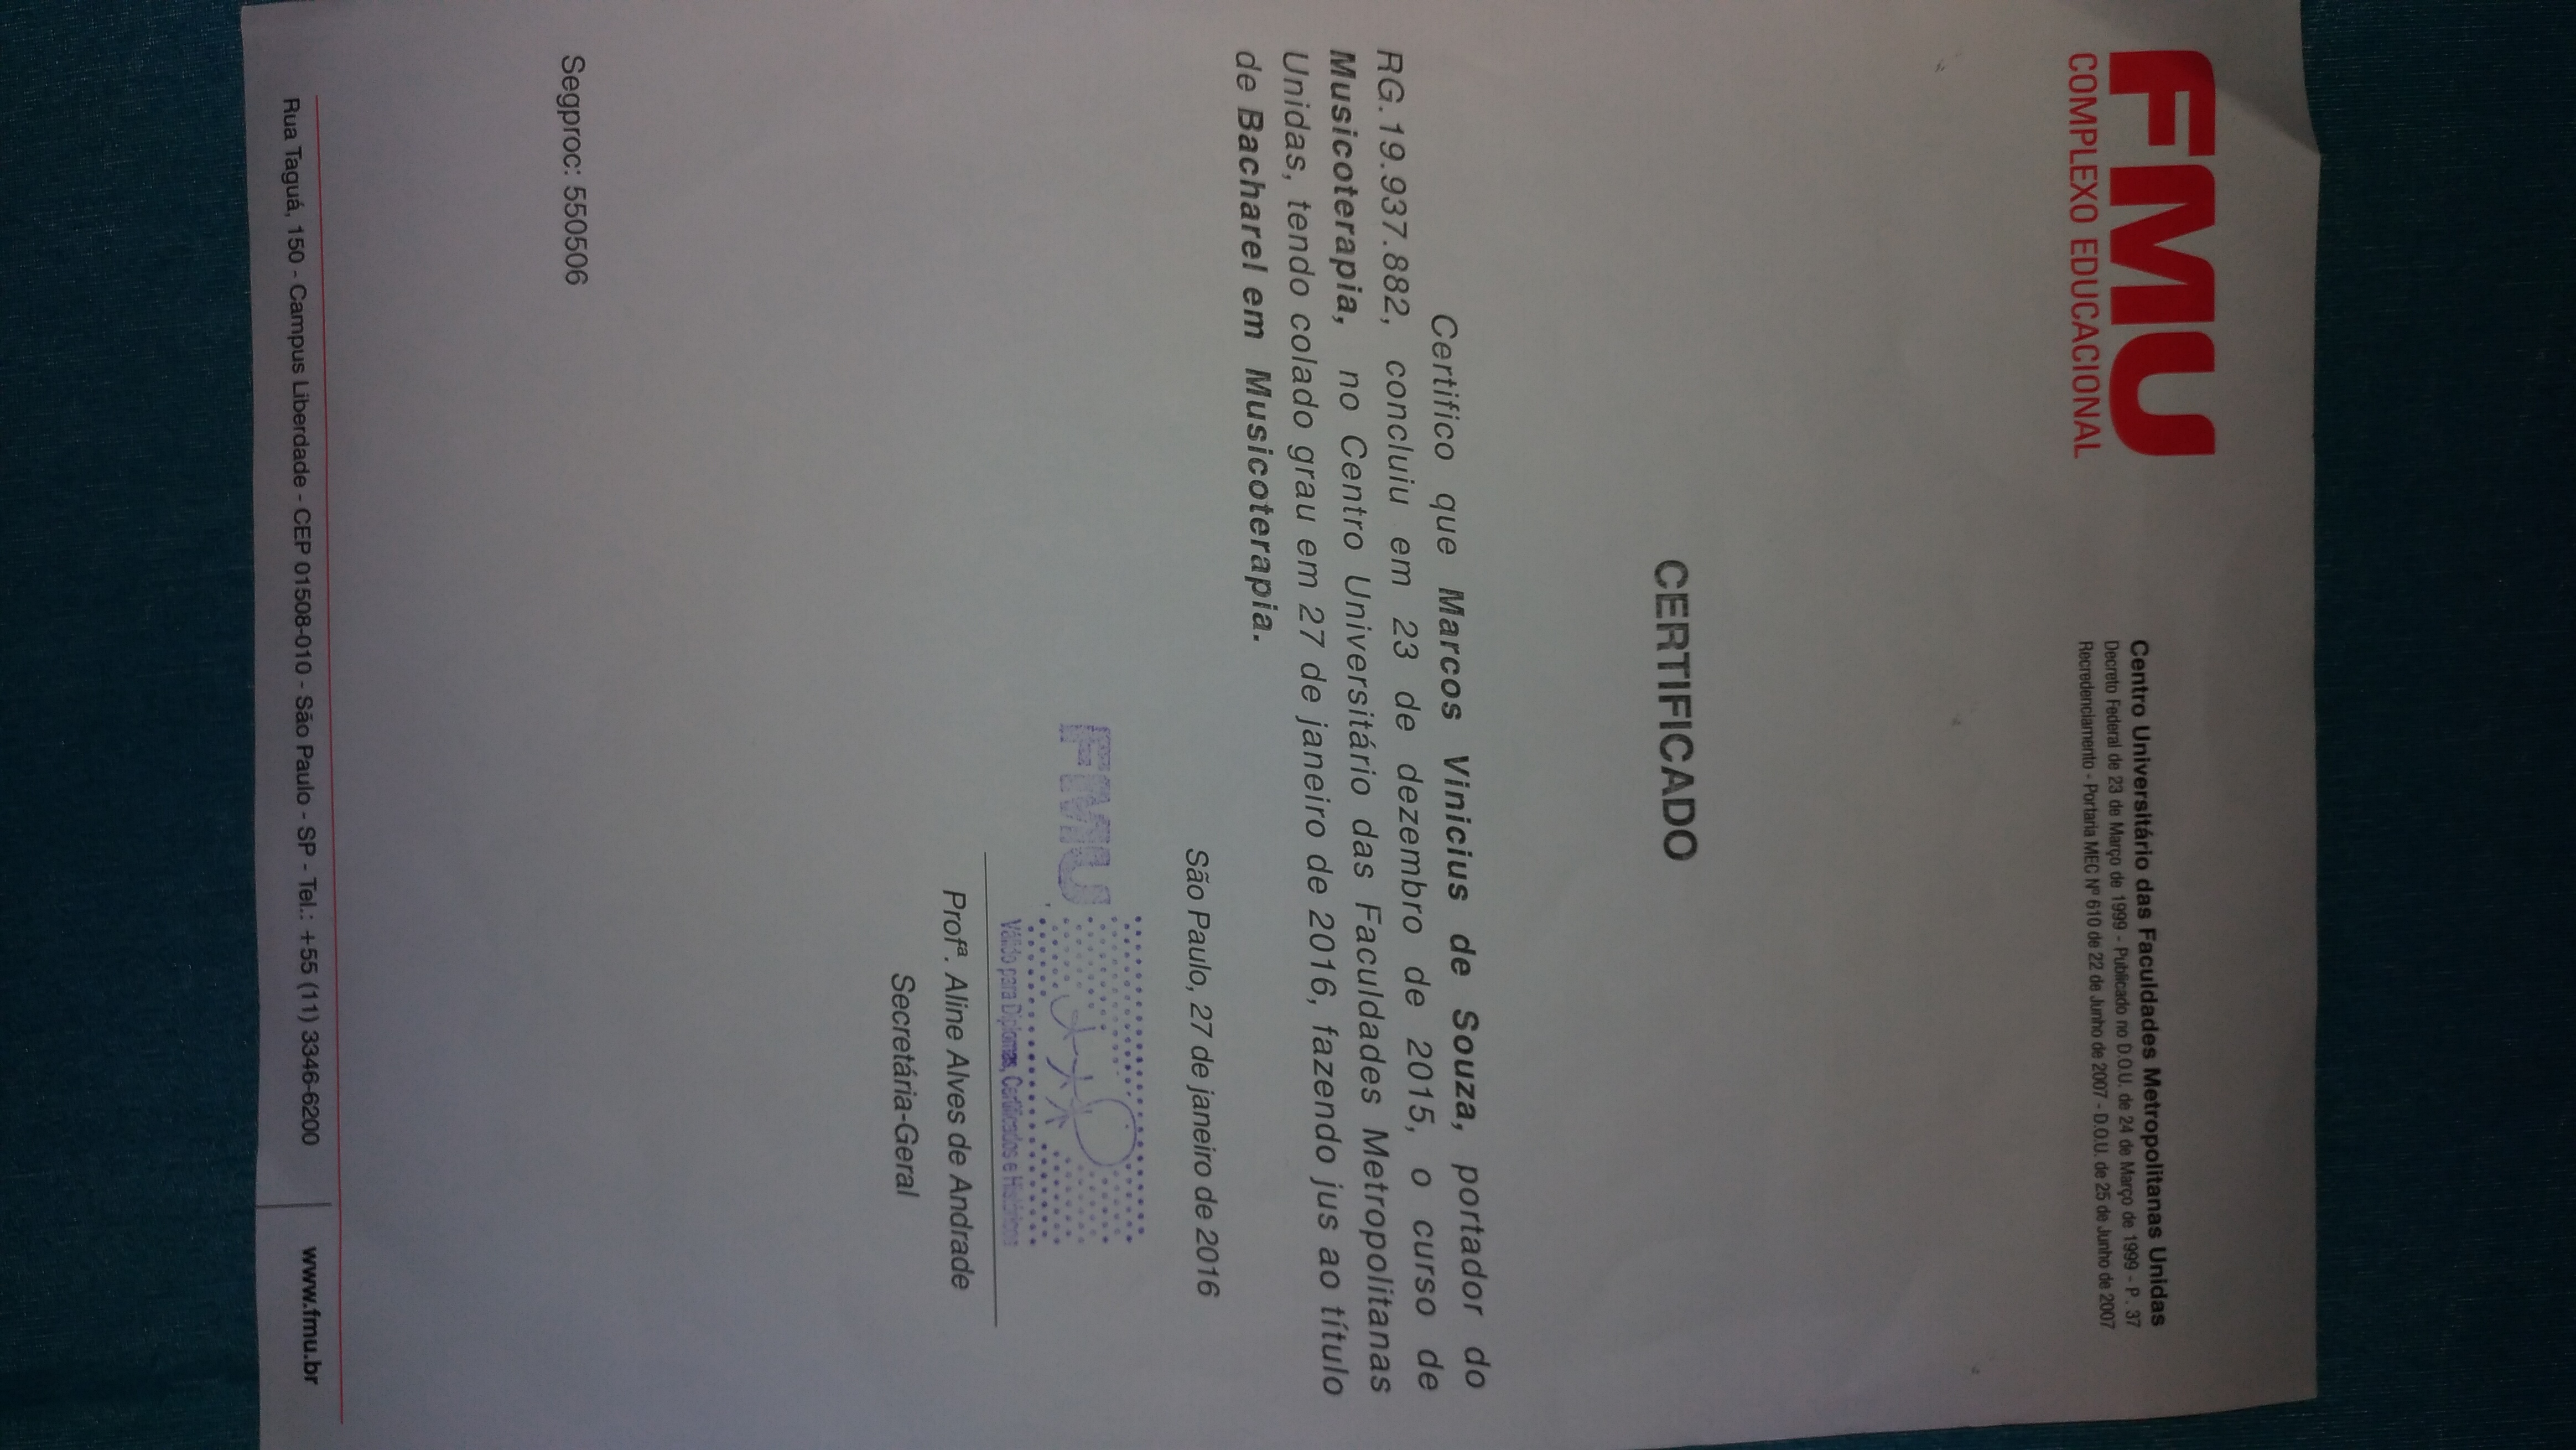 FMU
COMPLEXO EDUCACIONAL
Centro Universitário das Faculdades Metropolitanas Unidas
Decreto Federal de 23 de Março de 1999 - Publicado no D.O.U. de 24 de Março de 1999 - P. 37
Recredenciamento - Portaria MEC Nº 610 de 22 de Junho de 2007 - D.O.U. de 25 de Junho de 2007
CERTIFICADO
Certifico que Marcos Vinicius de Souza, portador do
RG.19.937.882, concluiu em 23 de dezembro de 2015, o curso de
Musicoterapia, no Centro Universitário das Faculdades Metropolitanas
Unidas, tendo colado grau em 27 de janeiro de 2016, fazendo jus ao título
de Bacharel em Musicoterapia.
São Paulo, 27 de janeiro de 2016
FMU
Válido para Diplomas, Certificados e Históricos
Profª. Aline Alves de Andrade
Secretária-Geral
Segproc: 550506
Rua Taguá, 150 - Campus Liberdade - CEP 01508-010 - São Paulo - SP - Tel.: +55 (11) 3346-6200
www.fmu.br